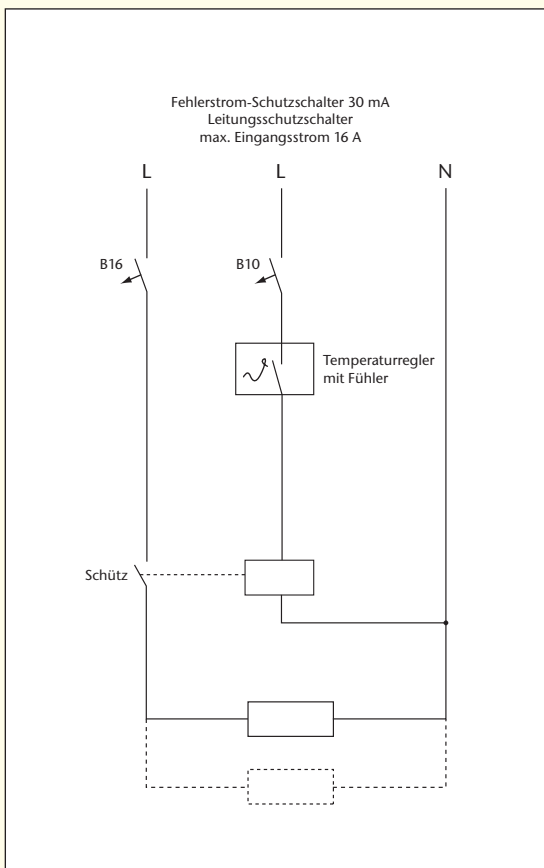 Fehlerstrom-Schutzschalter 30 mA
Leitungsschutzschalter
max. Eingangsstrom 16 A
L L N
B16 B10
Temperaturregler
mit Fühler
Schütz